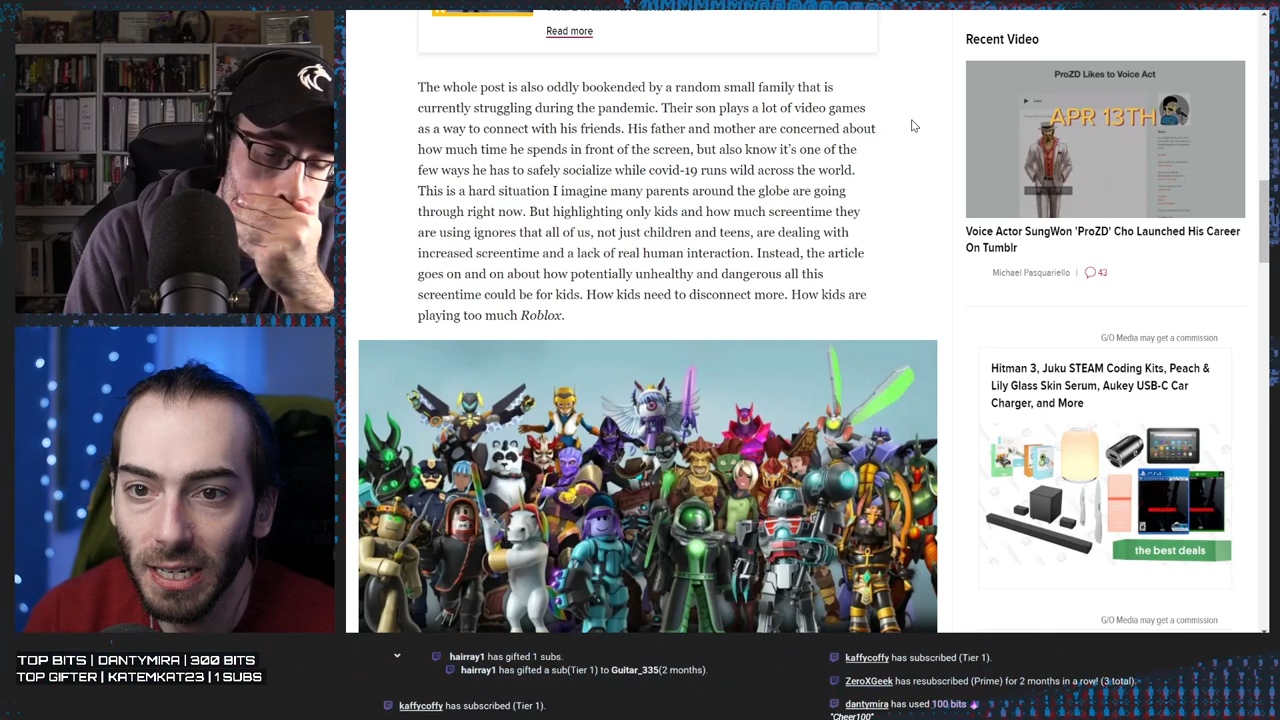 Read more
The whole post is also oddly bookended by a random small family that is
currently struggling during the pandemic. Their son plays a lot of video games
as a way to connect with his friends. His father and mother are concerned about
how much time he spends in front of the screen, but also know it's one of the
few ways he has to safely socialize while covid-19 runs wild across the world.
This is a hard situation I imagine many parents around the globe are going
through right now. But highlighting only kids and how much screentime they
are using ignores that all of us, not just children and teens, are dealing with
increased screentime and a lack of real human interaction. Instead, the article
goes on and on about how potentially unhealthy and dangerous all this
screentime could be for kids. How kids need to disconnect more. How kids are
playing too much Roblox.
Recent Video
ProZD Likes to Voice Act
APR 13TH
Voice Actor SungWon 'ProZD' Cho Launched His Career
On Tumblr
Michael Pasquariello | 43
G/O Media may get a commission
Hitman 3, Juku STEAM Coding Kits, Peach &
Lily Glass Skin Serum, Aukey USB-C Car
Charger, and More
the best deals
G/O Media may get a commission
TOP BITS | DANTYMIRA | 300 BITS
TOP GIFTER | KATEMKAT23 | 1 SUBS
hairray1 has gifted 1 subs.
hairry1 has gifted a sub(Tier 1) to Guitar_335(2 months).
kaffycoffy has subscribed (Tier 1).
kaffycoffy has subscribed (Tier 1).
ZeroXGeek has resubscribed (Prime) for 2 months in a row! (3 total).
dantymira has used 100 bits
"Cheer100"